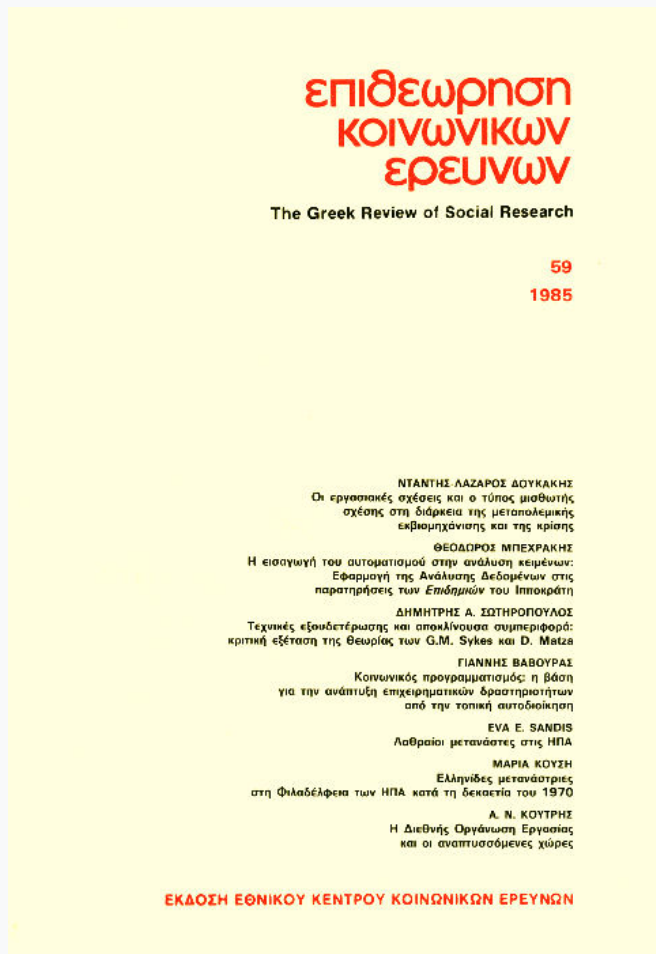 επιθεωρηση
κοινωνικων
ερευνων
The Greek Review of Social Research
59
1985
ΝΤΑΝΤΗΣ ΛΑΖΑΡΟΣ ΔΟΥΚΑΚΗΣ
Οι εργασιακές σχέσεις και ο τύπος μισθωτής
σχέσης στη διάρκεια της μεταπολεμικής
εκβιομηχάνισης και της κρίσης
ΘΕΟΔΩΡΟΣ ΜΠΕΧΡΑΚΗΣ
Η εισαγωγή του αυτοματισμού στην ανάλυση κειμένων:
Εφαρμογή της Ανάλυσης Δεδομένων στις
παρατηρήσεις των Επιδημιών του Ιπποκράτη
ΔΗΜΗΤΡΗΣ Α. ΣΩΤΗΡΟΠΟΥΛΟΣ
Τεχνικές εξουδετέρωσης και αποκλίνουσα συμπεριφορά:
κριτική εξέταση της θεωρίας των G.M. Sykes και D. Matza
ΓΙΑΝΝΗΣ ΒΑΒΟΥΡΑΣ
Κοινωνικός προγραμματισμός: η βάση
για την ανάπτυξη επιχειρηματικών δραστηριοτήτων
από την τοπική αυτοδιοίκηση
EVA E. SANDIS
Λαθραίοι μετανάστες στις ΗΠΑ
ΜΑΡΙΑ ΚΟΥΣΗ
Ελληνίδες μετανάστριες
στη Φιλαδέλφεια των ΗΠΑ κατά τη δεκαετία του 1970
Α. Ν. ΚΟΥΤΡΗΣ
Η Διεθνής Οργάνωση Εργασίας
και οι αναπτυσσόμενες χώρες
ΕΚΔΟΣΗ ΕΘΝΙΚΟΥ ΚΕΝΤΡΟΥ ΚΟΙΝΩΝΙΚΩΝ ΕΡΕΥΝΩΝ